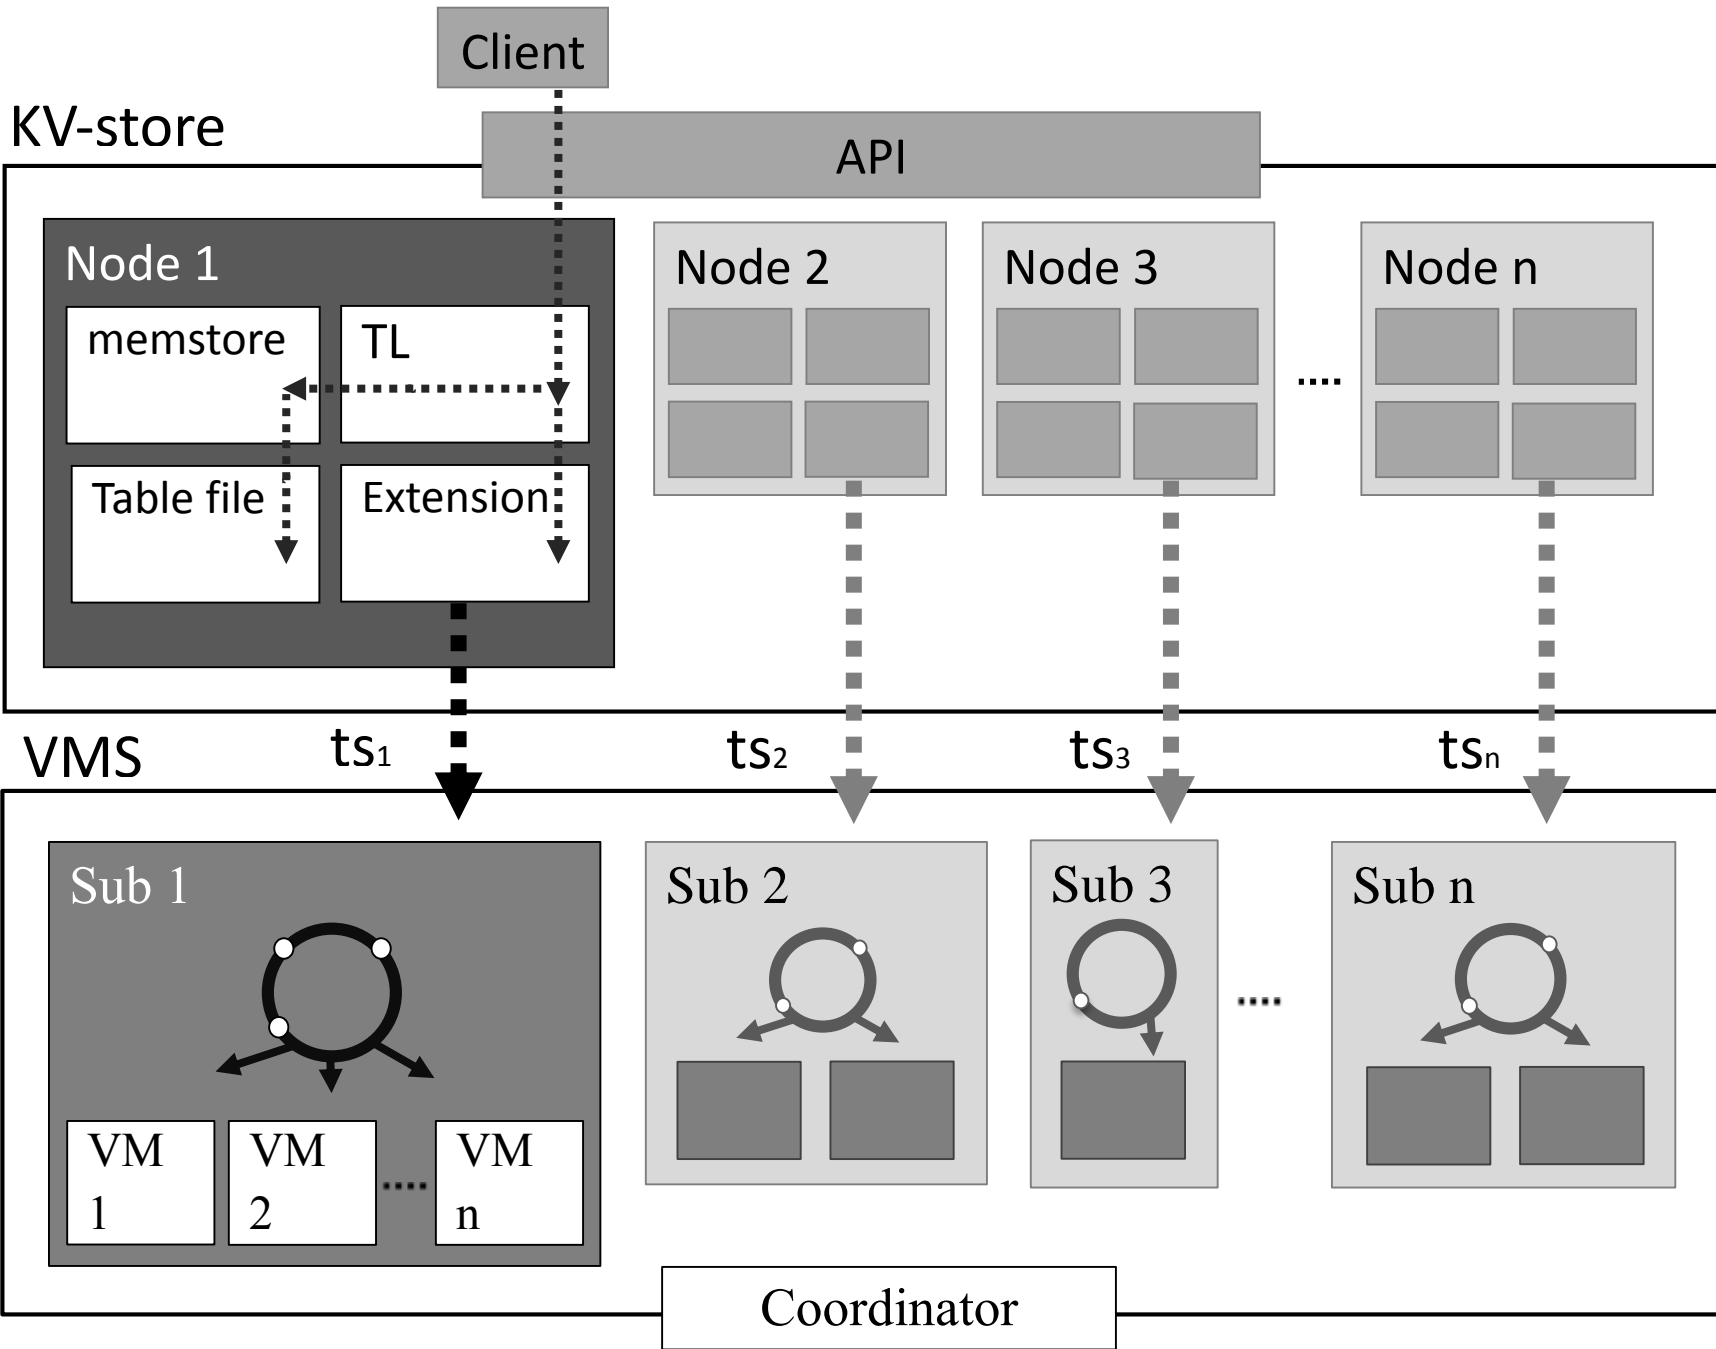 Client
KV-store
API
Node 1
Node 2
Node 3
Node n
memstore
TL
....
Table file
Extension
VMS
ts1
ts2
ts3
tsn
Sub 1
Sub 2
Sub 3
Sub n
....
VM
1
VM
2
....
VM
n
Coordinator